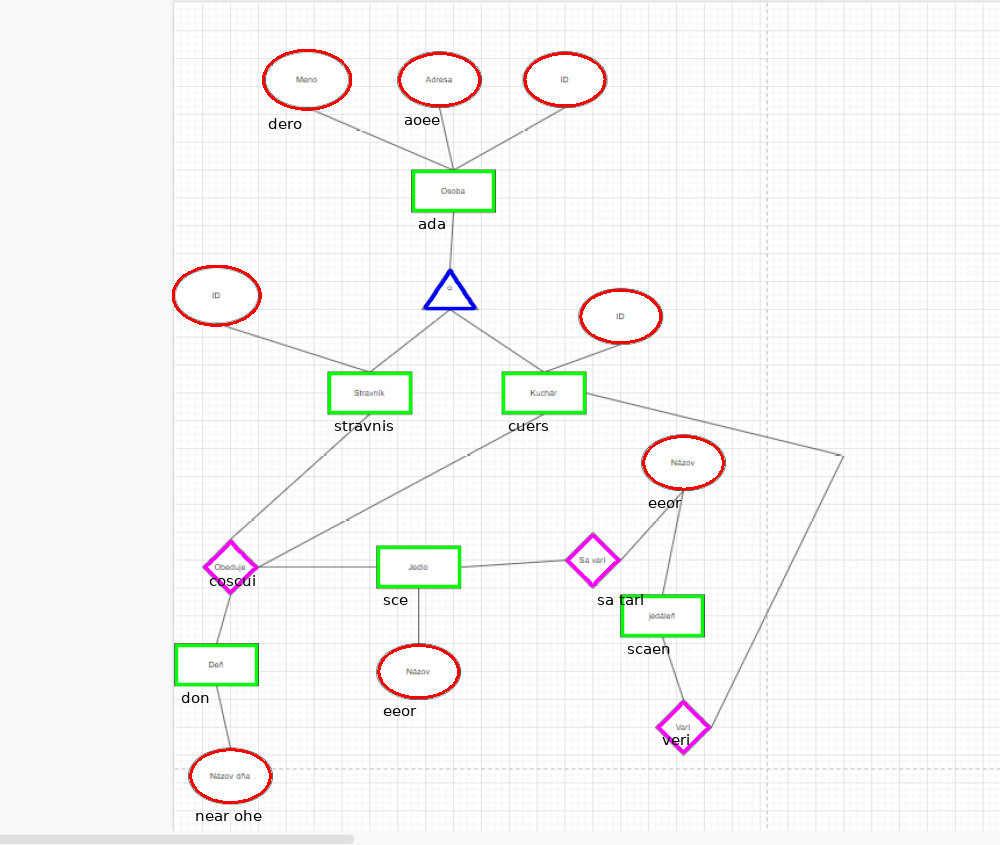 Meno
Adresa
ID
dero
aoee
Osoba
ada
ID
ID
Stravník
Kuchár
stravnis
cuers
Názov
eeor
Obeduje
coscui
Jedlo
sce
Sa varí
sa tarl
jedáleň
scaen
Deň
don
Názov
eeor
Varí
veri
Názov dňa
near ohe